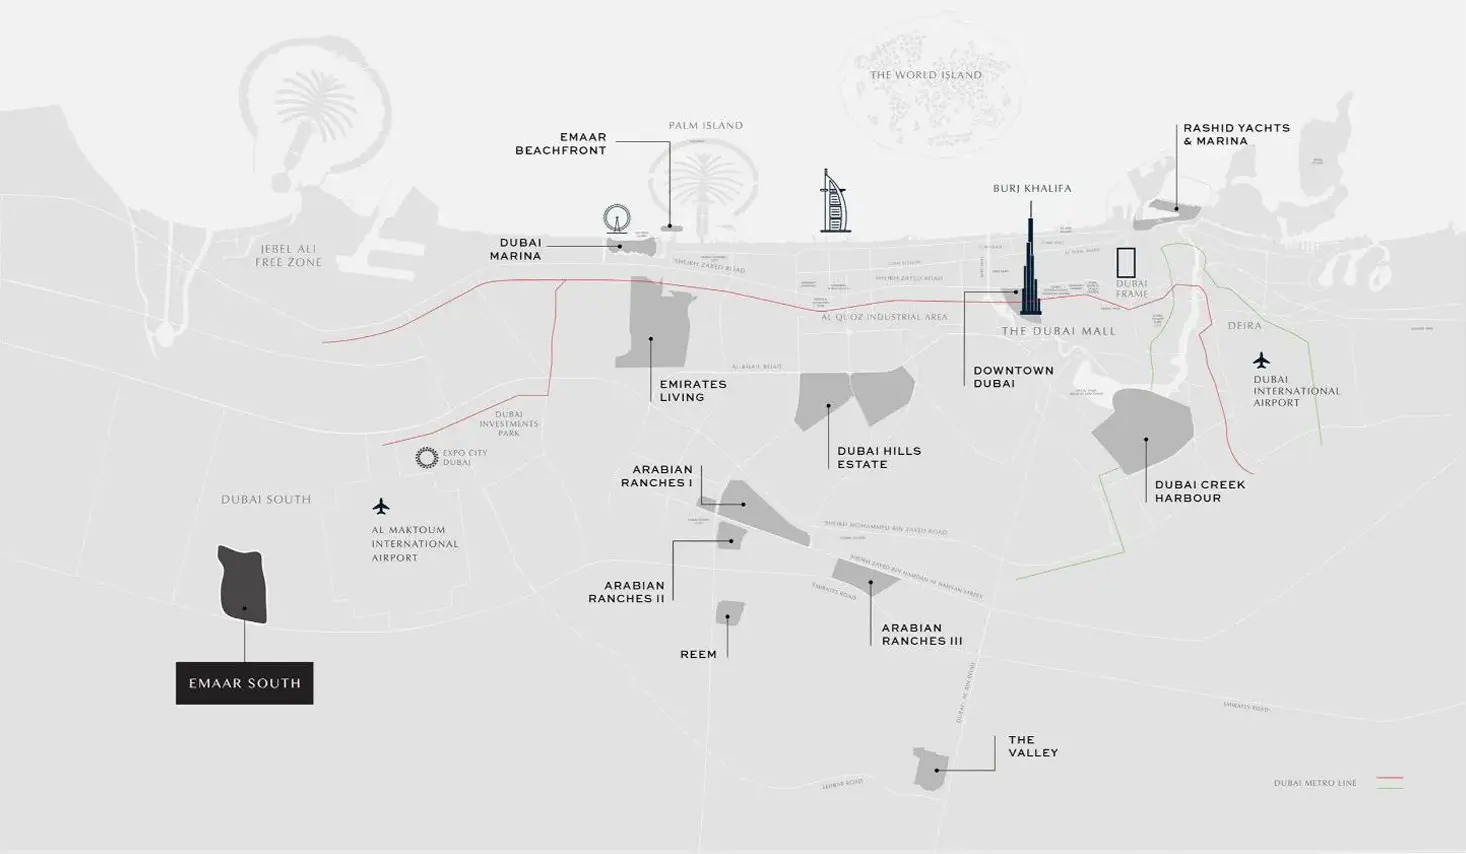 THE WORLD ISLAND
PALM ISLAND
EMAAR
BEACHFRONT
RASHID YACHTS
& MARINA
BURJ KHALIFA
JEBEL ALI
FREE ZONE
DUBAI
MARINA
SHEIKH ZAYED ROAD
SHEIKH ZAYED ROAD
DUBAI
FRAME
AL QUOZ INDUSTRIAL AREA
THE DUBAI MALL
DEIRA
AL KHAIL ROAD
DOWNTOWN
DUBAI
DUBAI
INTERNATIONAL
AIRPORT
EMIRATES
LIVING
DUBAI
INVESTMENTS
PARK
EXPO CITY
DUBAI
DUBAI HILLS
ESTATE
ARABIAN
RANCHES I
DUBAI CREEK
HARBOUR
DUBAI SOUTH
AL MAKTOUM
INTERNATIONAL
AIRPORT
SHEIKH MOHAMMED BIN ZAYED ROAD
SHEIKH ZAYED BIN HAMDAN AL NAHYAN STREET
EMIRATES ROAD
ARABIAN
RANCHES II
ARABIAN
RANCHES III
REEM
EMAAR SOUTH
DUBAI - AL AIN ROAD
EMIRATES ROAD
THE
VALLEY
JAHBAR ROAD
DUBAI METRO LINE